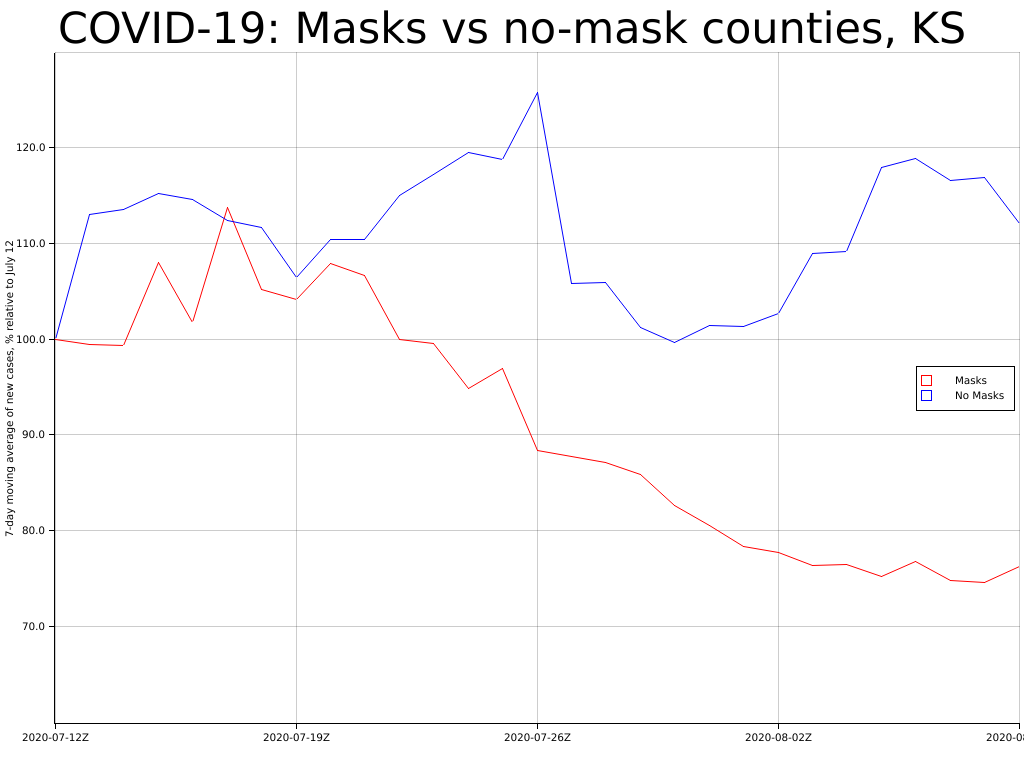 COVID-19: Masks vs no-mask counties, KS
7-day moving average of new cases, % relative to July 12
120.0
110.0
100.0
90.0
80.0
70.0
Masks
No Masks
2020-07-12Z
2020-07-19Z
2020-07-26Z
2020-08-02Z
2020-08